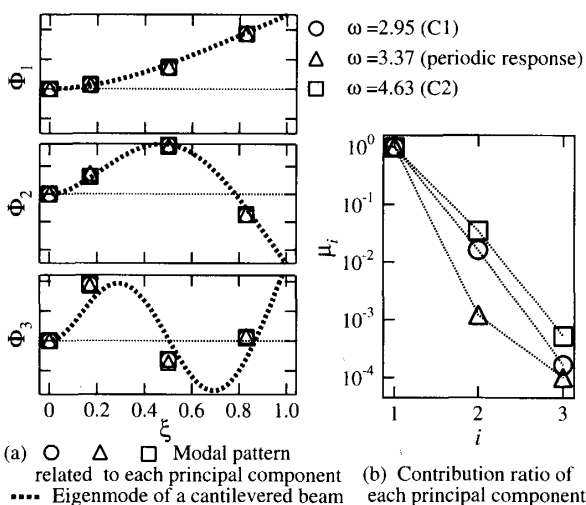 ω=2.95 (C1)
ω=3.37 (periodic response)
ω=4.63 (C2)
Φ1
Φ2
Φ3
0 0.2 0.4 0.6 0.8 1.0
ξ
10^0
10^-1
10^-2
10^-3
10^-4
μi
1 2 3
i
(a) ○ △ □ Modal pattern
related to each principal component
Eigenmode of a cantilevered beam
(b) Contribution ratio of
each principal component